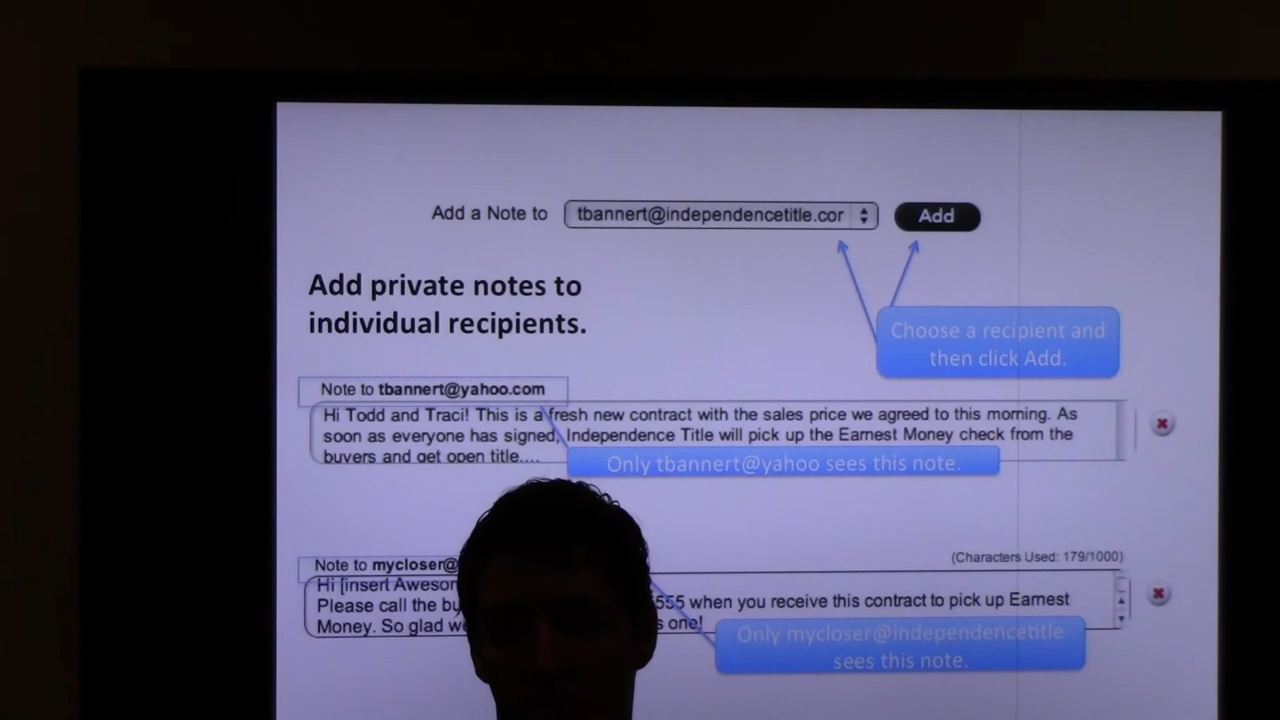 Add a Note to tbannert@independencetitle.cor Add
Add private notes to
individual recipients.
Choose a recipient and
then click Add.
Note to tbannert@yahoo.com
Hi Todd and Traci! This is a fresh new contract with the sales price we agreed to this morning. As
soon as everyone has signed, Independence Title will pick up the Earnest Money check from the
buyers and get open title....
Only tbannert@yahoo sees this note.
(Characters Used: 179/1000)
Note to mycloser@
Hi [insert Awesom
Please call the bu 5555 when you receive this contract to pick up Earnest
Money. So glad we s one!
Only mycloser@independencetitle
sees this note.